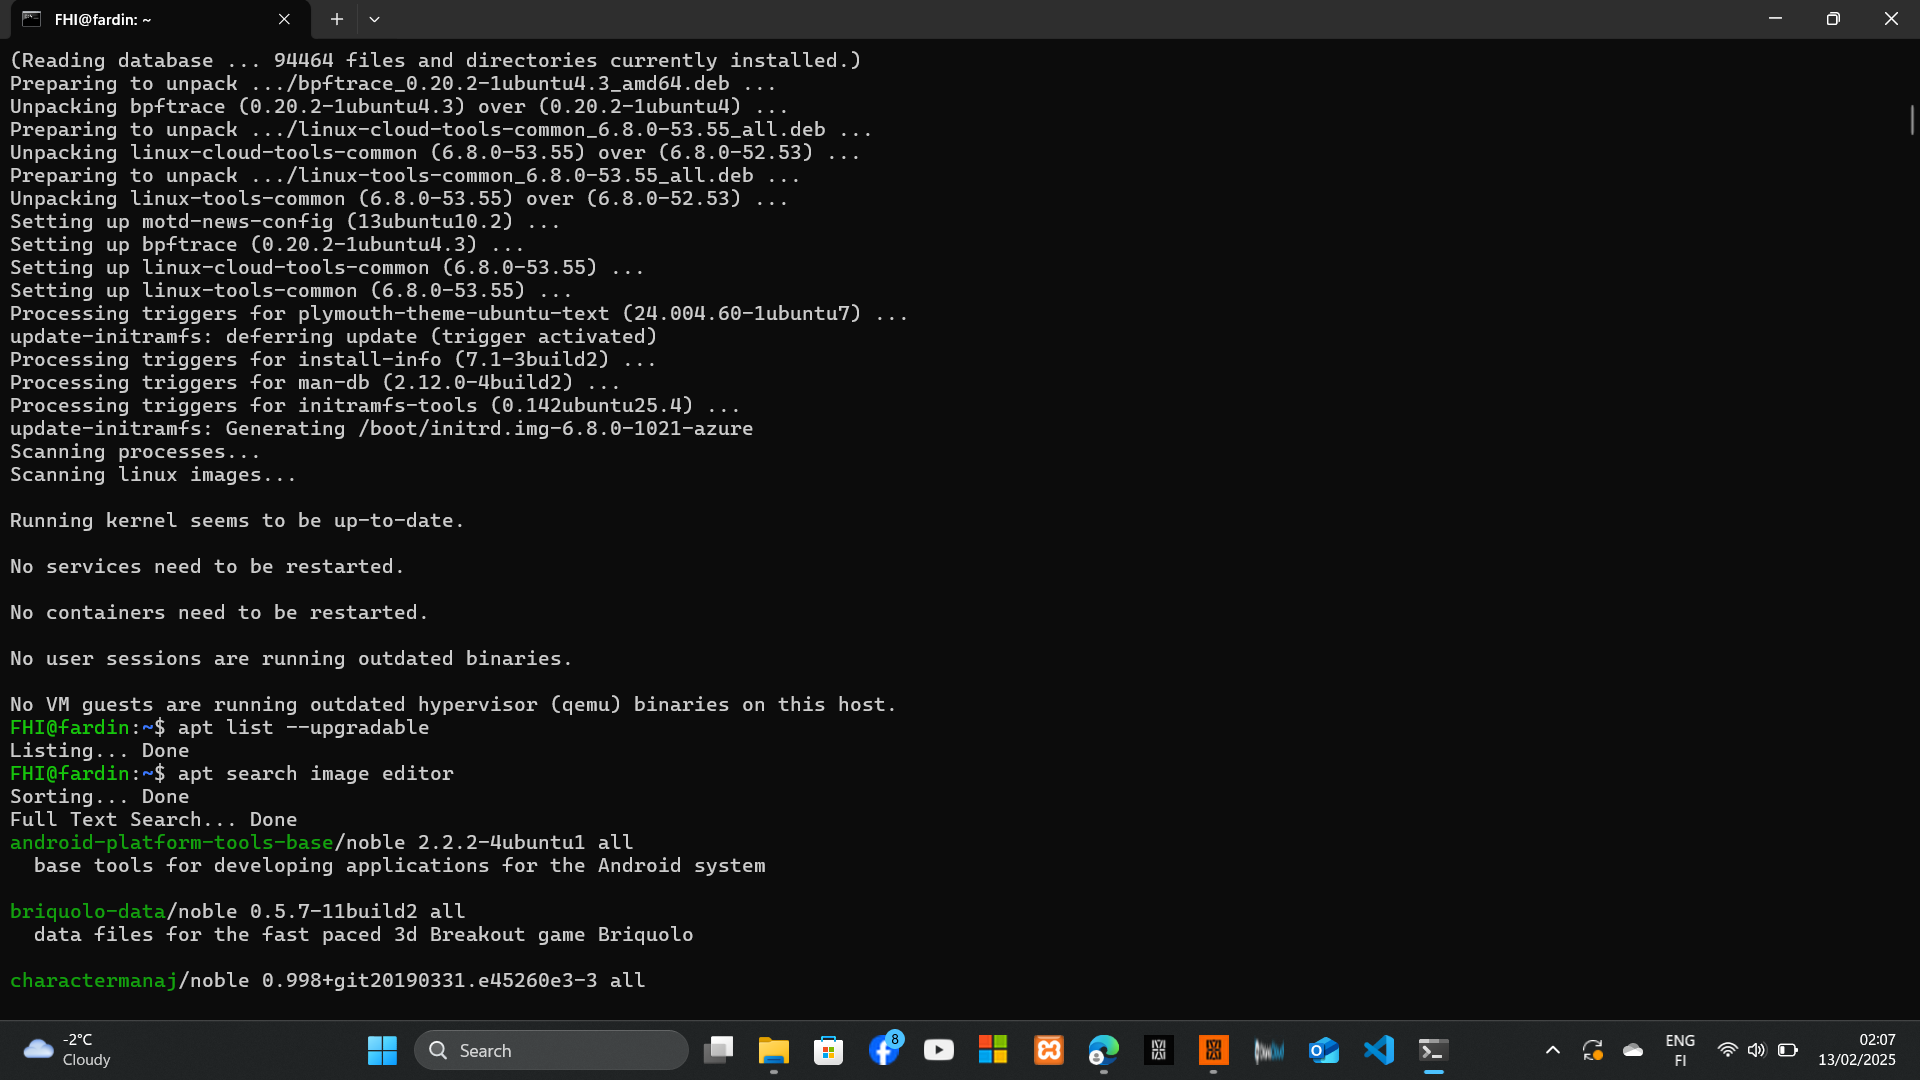 FHI@fardin: ~
(Reading database ... 94464 files and directories currently installed.)
Preparing to unpack .../bpftrace_0.20.2-1ubuntu4.3_amd64.deb ...
Unpacking bpftrace (0.20.2-1ubuntu4.3) over (0.20.2-1ubuntu4) ...
Preparing to unpack .../linux-cloud-tools-common_6.8.0-53.55_all.deb ...
Unpacking linux-cloud-tools-common (6.8.0-53.55) over (6.8.0-52.53) ...
Preparing to unpack .../linux-tools-common_6.8.0-53.55_all.deb ...
Unpacking linux-tools-common (6.8.0-53.55) over (6.8.0-52.53) ...
Setting up motd-news-config (13ubuntu10.2) ...
Setting up bpftrace (0.20.2-1ubuntu4.3) ...
Setting up linux-cloud-tools-common (6.8.0-53.55) ...
Setting up linux-tools-common (6.8.0-53.55) ...
Processing triggers for plymouth-theme-ubuntu-text (24.004.60-1ubuntu7) ...
update-initramfs: deferring update (trigger activated)
Processing triggers for install-info (7.1-3build2) ...
Processing triggers for man-db (2.12.0-4build2) ...
Processing triggers for initramfs-tools (0.142ubuntu25.4) ...
update-initramfs: Generating /boot/initrd.img-6.8.0-1021-azure
Scanning processes...
Scanning linux images...
Running kernel seems to be up-to-date.
No services need to be restarted.
No containers need to be restarted.
No user sessions are running outdated binaries.
No VM guests are running outdated hypervisor (qemu) binaries on this host.
FHI@fardin:~$ apt list --upgradable
Listing... Done
FHI@fardin:~$ apt search image editor
Sorting... Done
Full Text Search... Done
android-platform-tools-base/noble 2.2.2-4ubuntu1 all
  base tools for developing applications for the Android system
briquolo-data/noble 0.5.7-11build2 all
  data files for the fast paced 3d Breakout game Briquolo
charactermanaj/noble 0.998+git20190331.e45260e3-3 all
-2°C
Cloudy
Search
8
ENG
FI
02:07
13/02/2025